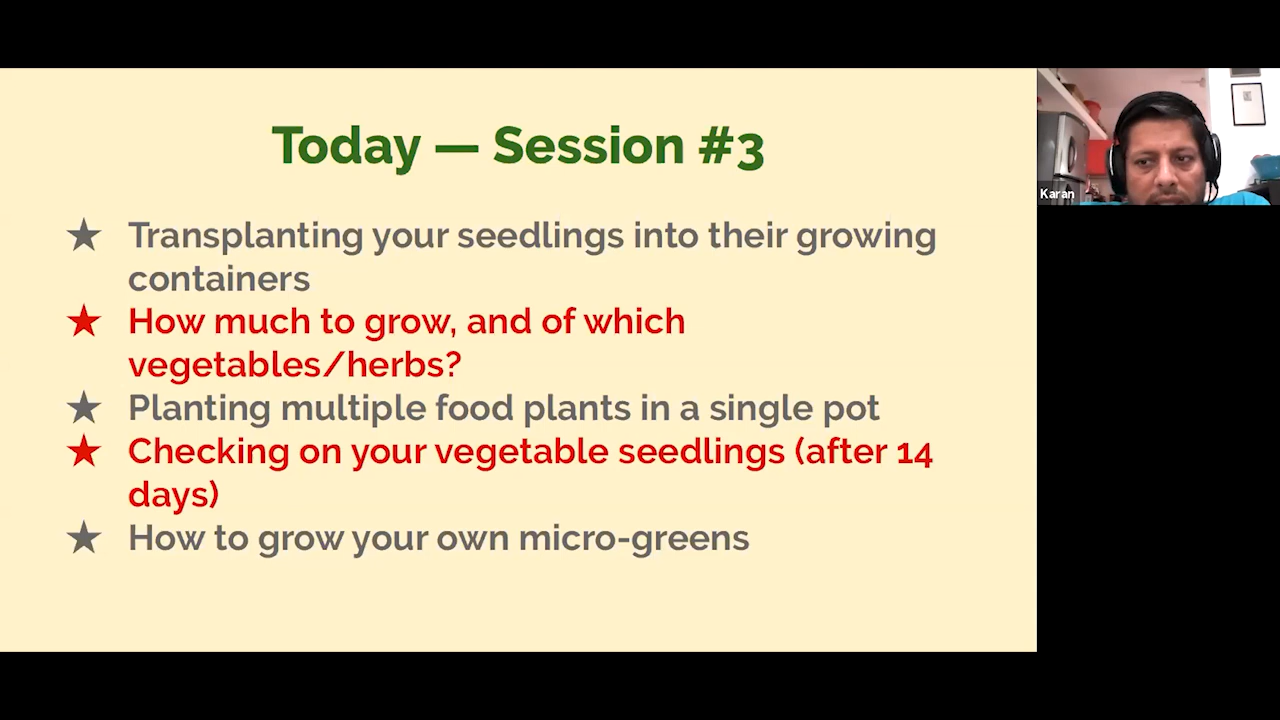 Today — Session #3
★ Transplanting your seedlings into their growing
containers
★ How much to grow, and of which
vegetables/herbs?
★ Planting multiple food plants in a single pot
★ Checking on your vegetable seedlings (after 14
days)
★ How to grow your own micro-greens
Karan